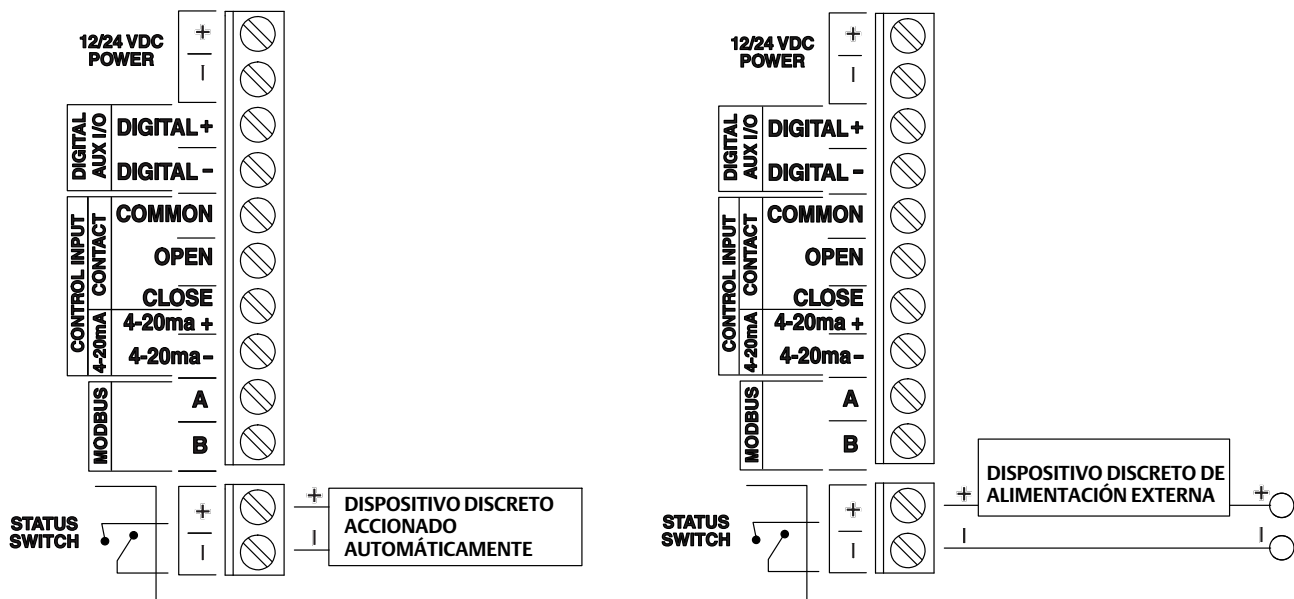 12/24 VDC
POWER
+
−
DIGITAL
AUX I/O
DIGITAL+
DIGITAL-
CONTROL INPUT
CONTACT
COMMON
OPEN
CLOSE
4-20mA
4-20ma +
4-20ma-
MODBUS
A
B
STATUS
SWITCH
+
−
+
−
DISPOSITIVO DISCRETO
ACCIONADO
AUTOMÁTICAMENTE
12/24 VDC
POWER
+
−
DIGITAL
AUX I/O
DIGITAL+
DIGITAL-
CONTROL INPUT
CONTACT
COMMON
OPEN
CLOSE
4-20mA
4-20ma +
4-20ma-
MODBUS
A
B
STATUS
SWITCH
+
−
+
−
DISPOSITIVO DISCRETO DE
ALIMENTACIÓN EXTERNA
+
−